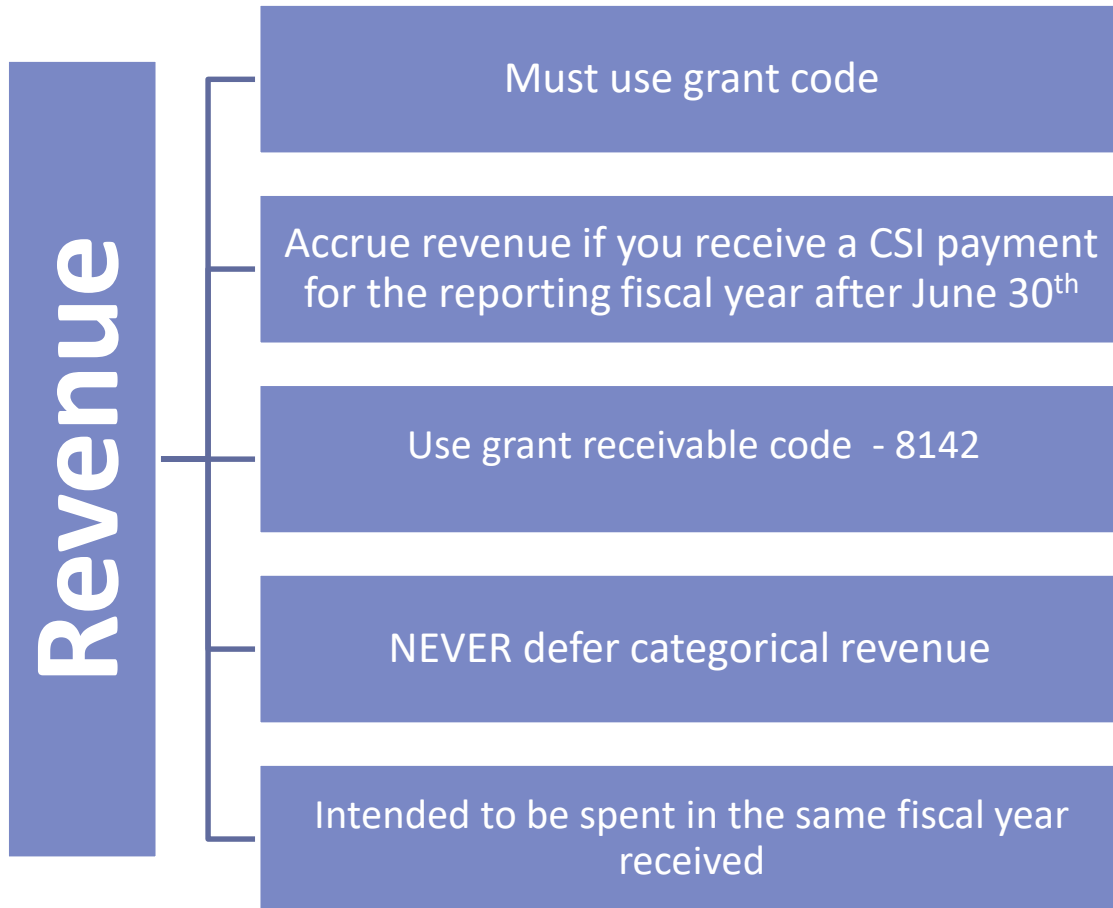 Revenue
Must use grant code
Accrue revenue if you receive a CSI payment
for the reporting fiscal year after June 30th
Use grant receivable code - 8142
NEVER defer categorical revenue
Intended to be spent in the same fiscal year
received